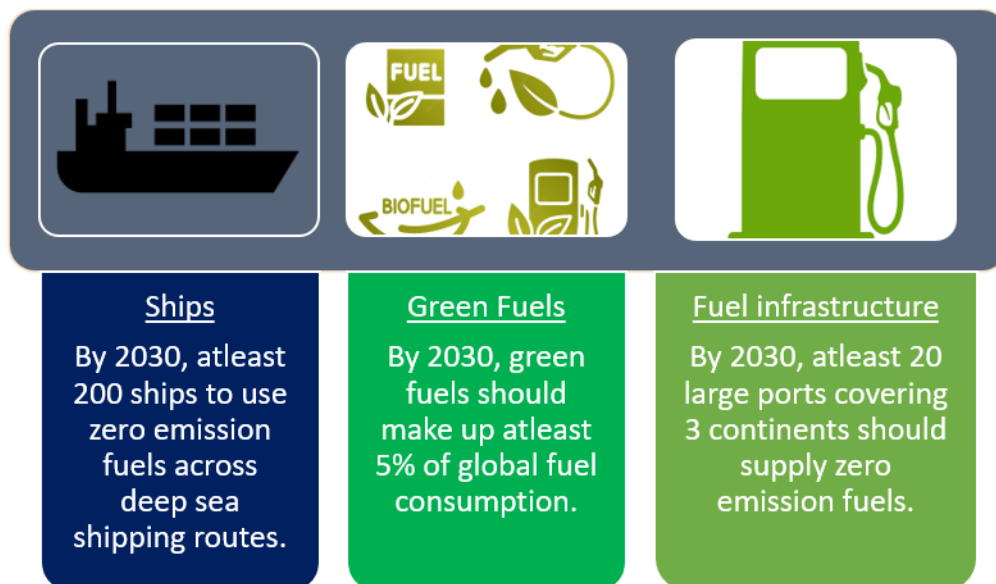 FUEL
BIOFUEL
Ships
By 2030, atleast
200 ships to use
zero emission
fuels across
deep sea
shipping routes.
Green Fuels
By 2030, green
fuels should
make up atleast
5% of global fuel
consumption.
Fuel infrastructure
By 2030, atleast 20
large ports covering
3 continents should
supply zero
emission fuels.